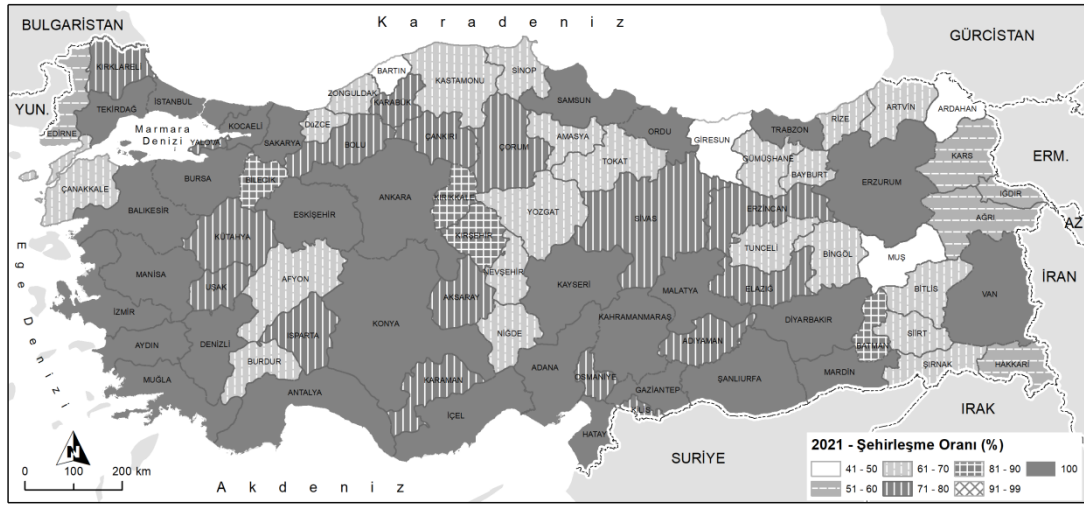 BULGARİSTAN
Karadeniz
GÜRCİSTAN
YUN.
KIRKLARELİ
EDİRNE
TEKİRDAĞ
İSTANBUL
Marmara
Denizi
YALOVA
KOCAELİ
SAKARYA
DÜZCE
ZONGULDAK
BARTIN
KARABÜK
KASTAMONU
SİNOP
SAMSUN
ORDU
GİRESUN
TRABZON
RİZE
ARTVİN
ARDAHAN
ERM.
KARS
IĞDIR
AĞRI
AZ
ÇANAKKALE
BALIKESİR
BURSA
BİLECİK
BOLU
ÇANKIRI
ÇORUM
AMASYA
TOKAT
GÜMÜŞHANE
BAYBURT
ERZURUM
ESKİŞEHİR
ANKARA
KIRIKKALE
KIRŞEHİR
YOZGAT
SİVAS
ERZİNCAN
TUNCELİ
BİNGÖL
MUŞ
İRAN
KÜTAHYA
MANİSA
UŞAK
AFYON
AKSARAY
NEVŞEHİR
KAYSERİ
MALATYA
ELAZIĞ
DİYARBAKIR
BİTLİS
VAN
Ege Denizi
İZMİR
AYDIN
DENİZLİ
BURDUR
ISPARTA
KONYA
NİĞDE
KAHRAMANMARAŞ
ADIYAMAN
BATMAN
SİİRT
ŞIRNAK
HAKKARİ
MUĞLA
ANTALYA
KARAMAN
İÇEL
ADANA
OSMANİYE
GAZİANTEP
KİLİS
ŞANLIURFA
MARDİN
HATAY
SURİYE
IRAK
N
0 100 200 km
Akdeniz
2021 - Şehirleşme Oranı (%)
41 - 50 61 - 70 81 - 90 100
51 - 60 71 - 80 91 - 99